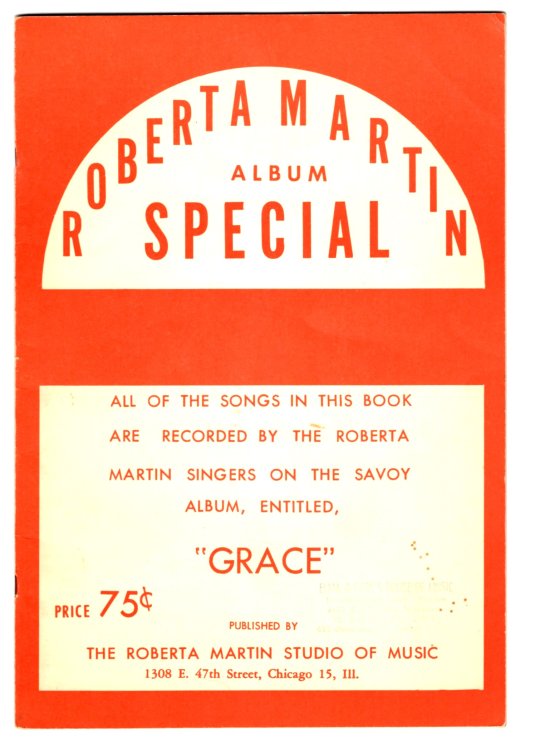 ROBERTA MARTIN
ALBUM
SPECIAL
ALL OF THE SONGS IN THIS BOOK
ARE RECORDED BY THE ROBERTA
MARTIN SINGERS ON THE SAVOY
ALBUM, ENTITLED,
"GRACE"
PRICE 75¢
PUBLISHED BY
THE ROBERTA MARTIN STUDIO OF MUSIC
1308 E. 47th Street, Chicago 15, Ill.